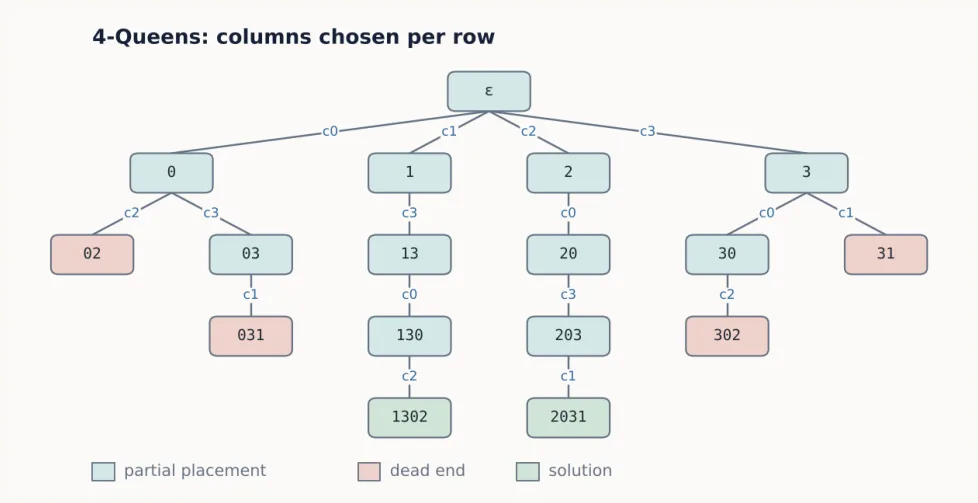 4-Queens: columns chosen per row
ε
c0 c1 c2 c3
0 1 2 3
c2 c3 c3 c0 c0 c1
02 03 13 20 30 31
c1 c0 c3 c2
031 130 203 302
c2 c1
1302 2031
partial placement dead end solution